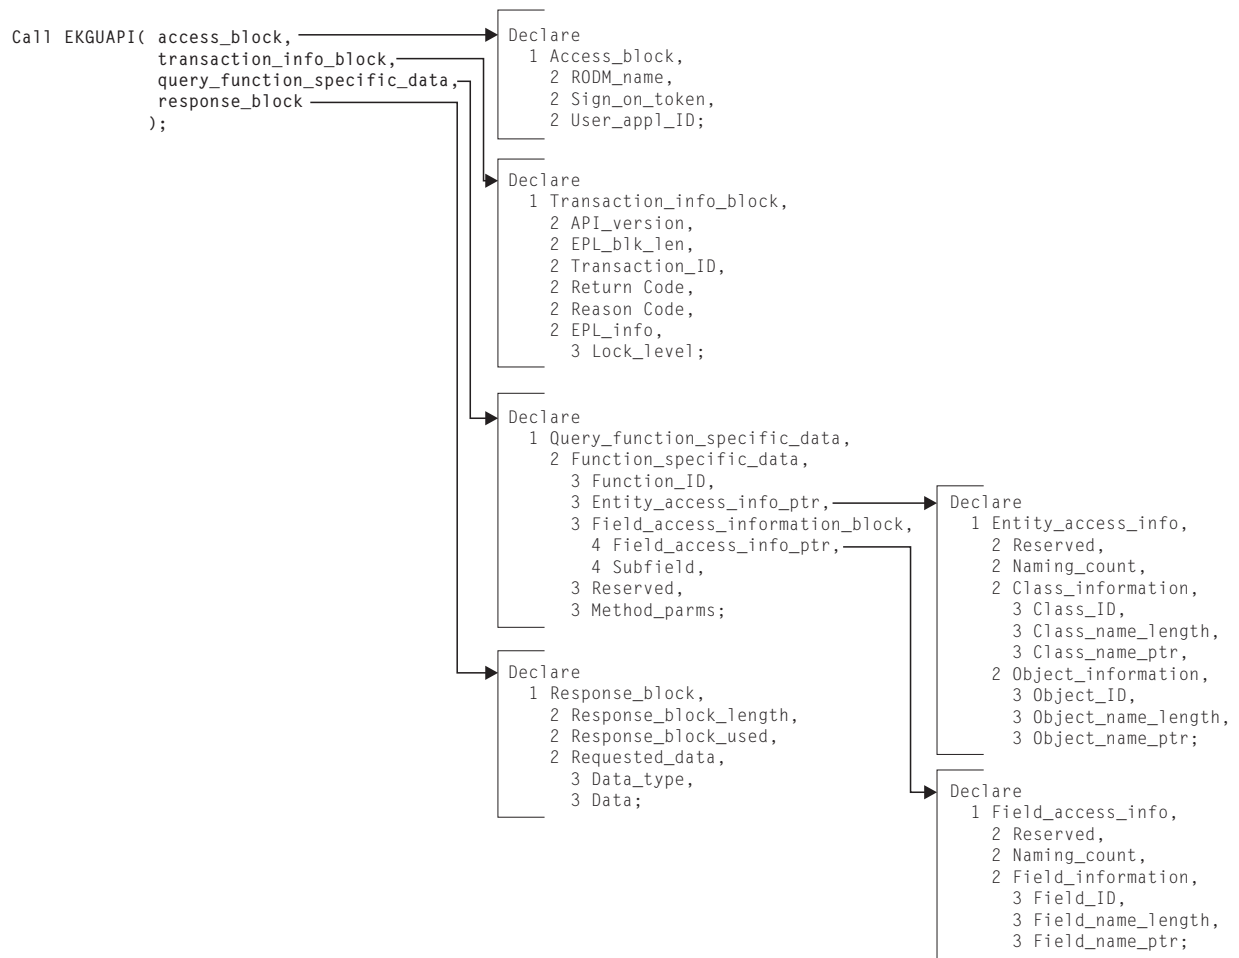 Call EKGUAPI( access_block,
transaction_info_block,
query_function_specific_data,
response_block
);
Declare
1 Access_block,
2 RODM_name,
2 Sign_on_token,
2 User_appl_ID;
Declare
1 Transaction_info_block,
2 API_version,
2 EPL_blk_len,
2 Transaction_ID,
2 Return Code,
2 Reason Code,
2 EPL_info,
3 Lock_level;
Declare
1 Query_function_specific_data,
2 Function_specific_data,
3 Function_ID,
3 Entity_access_info_ptr,
3 Field_access_information_block,
4 Field_access_info_ptr,
4 Subfield,
3 Reserved,
3 Method_parms;
Declare
1 Response_block,
2 Response_block_length,
2 Response_block_used,
2 Requested_data,
3 Data_type,
3 Data;
Declare
1 Entity_access_info,
2 Reserved,
2 Naming_count,
2 Class_information,
3 Class_ID,
3 Class_name_length,
3 Class_name_ptr,
2 Object_information,
3 Object_ID,
3 Object_name_length,
3 Object_name_ptr;
Declare
1 Field_access_info,
2 Reserved,
2 Naming_count,
2 Field_information,
3 Field_ID,
3 Field_name_length,
3 Field_name_ptr;